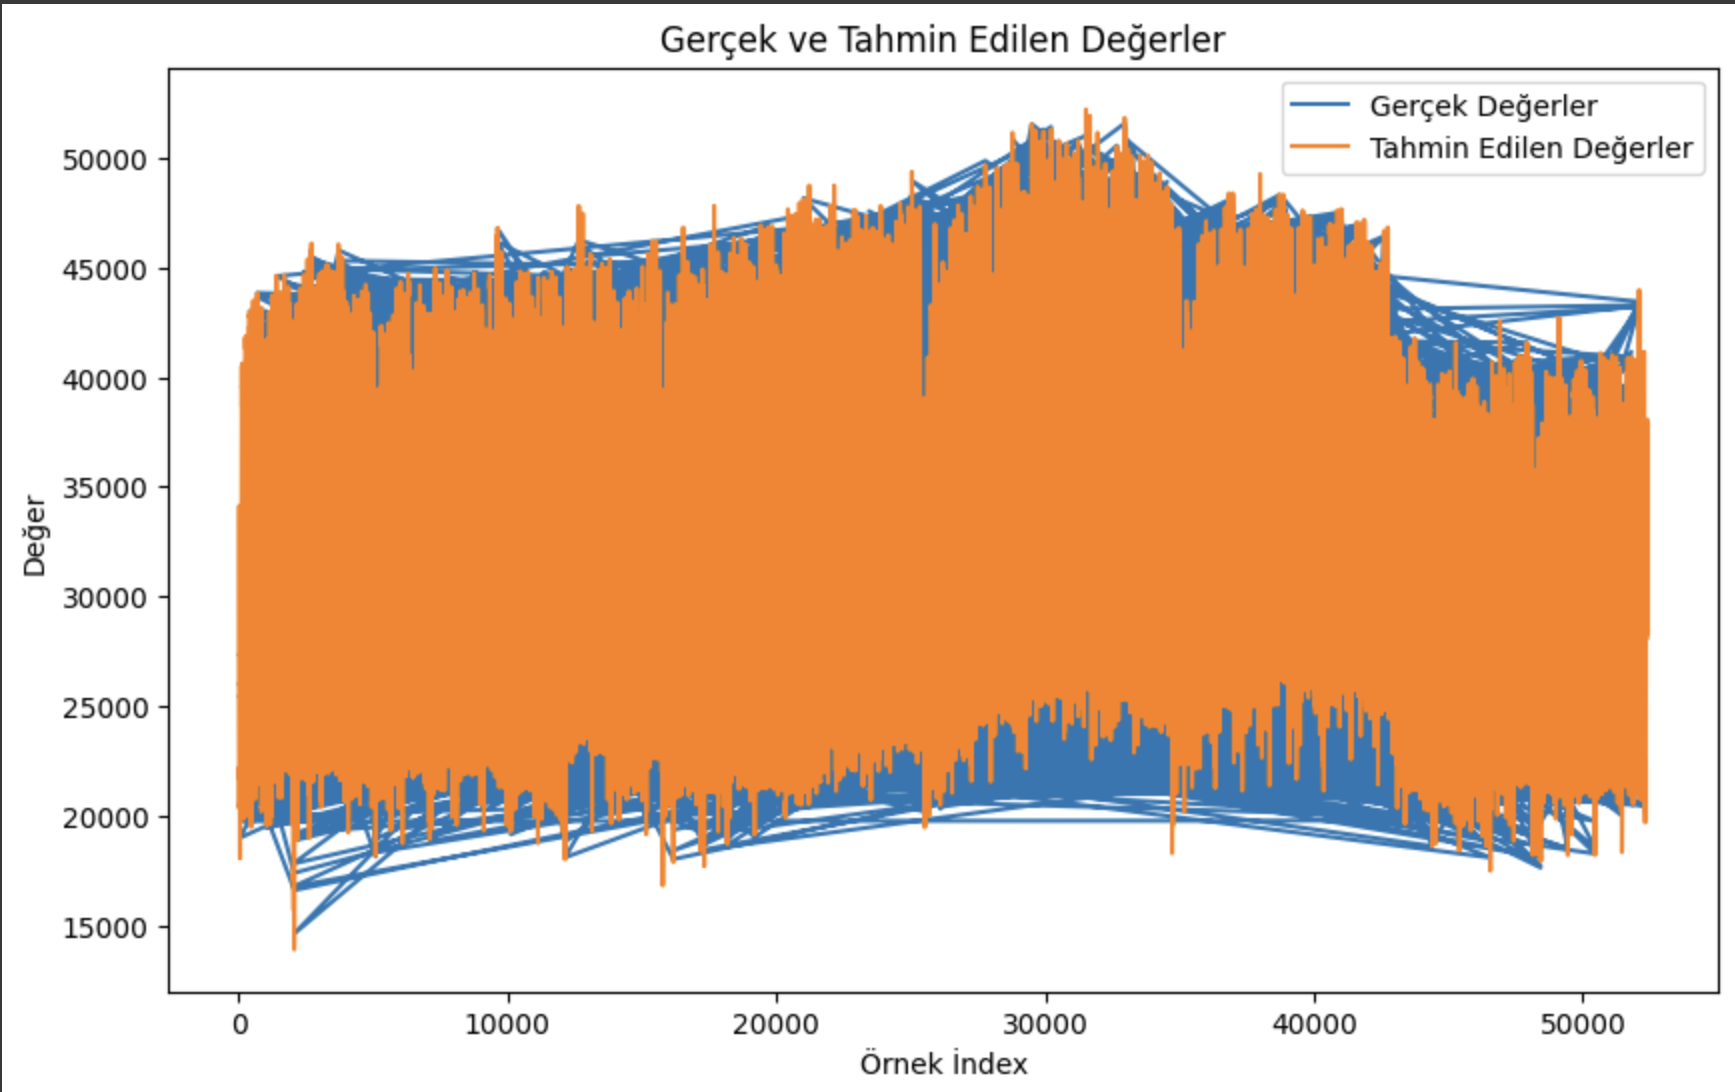 Gerçek ve Tahmin Edilen Değerler
Gerçek Değerler
Tahmin Edilen Değerler
50000
45000
40000
35000
30000
25000
20000
15000
Değer
0 10000 20000 30000 40000 50000
Örnek İndex